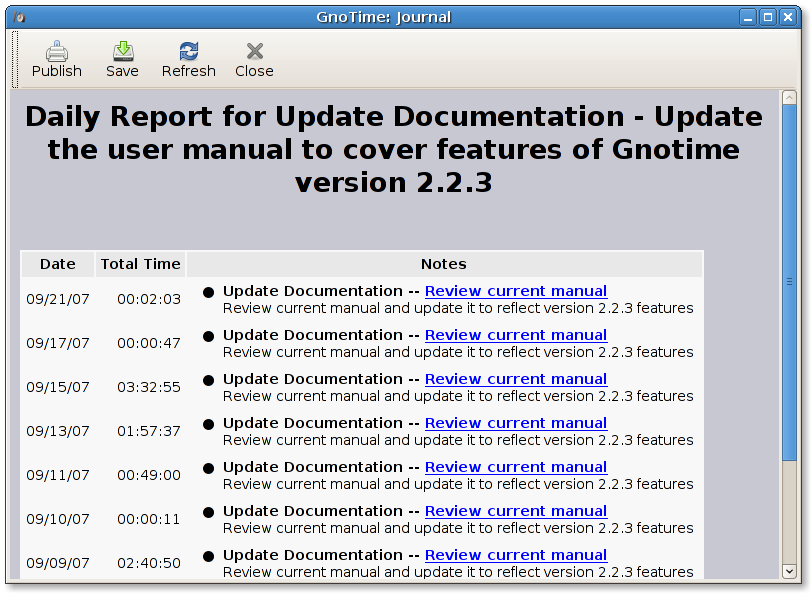 GnoTime: Journal
Publish Save Refresh Close
Daily Report for Update Documentation - Update
the user manual to cover features of Gnotime
version 2.2.3
Date Total Time Notes
09/21/07 00:02:03 ● Update Documentation -- Review current manual
Review current manual and update it to reflect version 2.2.3 features
09/17/07 00:00:47 ● Update Documentation -- Review current manual
Review current manual and update it to reflect version 2.2.3 features
09/15/07 03:32:55 ● Update Documentation -- Review current manual
Review current manual and update it to reflect version 2.2.3 features
09/13/07 01:57:37 ● Update Documentation -- Review current manual
Review current manual and update it to reflect version 2.2.3 features
09/11/07 00:49:00 ● Update Documentation -- Review current manual
Review current manual and update it to reflect version 2.2.3 features
09/10/07 00:00:11 ● Update Documentation -- Review current manual
Review current manual and update it to reflect version 2.2.3 features
09/09/07 02:40:50 ● Update Documentation -- Review current manual
Review current manual and update it to reflect version 2.2.3 features